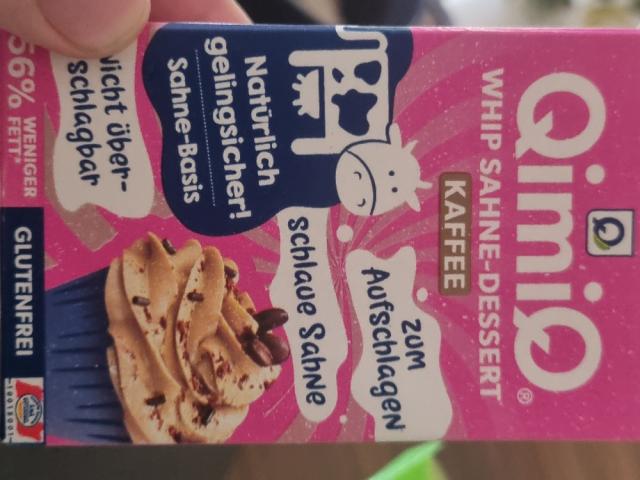 QimiQ®
WHIP SAHNE-DESSERT
KAFFEE
zum
Aufschlagen
schlaue Sahne
Natürlich
gelingsicher!
Sahne-Basis
Nicht über-
schlagbar
56% WENIGER
FETT*
GLUTENFREI